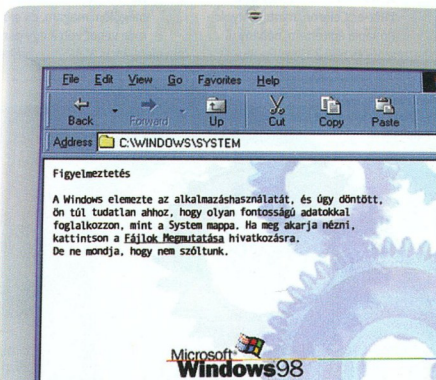 File Edit View Go Favorites Help
Back Forward Up Cut Copy Paste
Address C:\WINDOWS\SYSTEM
Figyelmeztetés
A Windows elemezte az alkalmazáshasználatát, és úgy döntött,
ön túl tudatlan ahhoz, hogy olyan fontosságú adatokkal
foglalkozzon, mint a System mappa. Ha meg akarja nézni,
kattintson a Fájlok Megmutatása hivatkozásra.
De ne mondja, hogy nem szóltunk.
Microsoft
Windows98